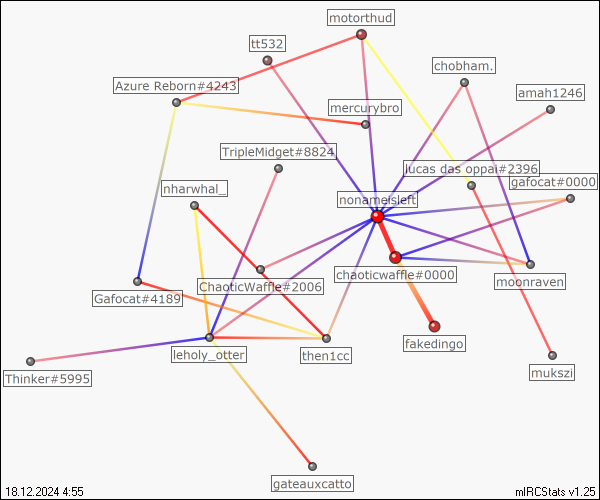 motorthud
tt532
chobham.
Azure Reborn#4243
amah1246
mercurybro
TripleMidget#8824
lucas das oppai#2396
nharwhal_
gafocat#0000
nonameisleft
chaoticwaffle#0000
moonraven
ChaoticWaffle#2006
Gafocat#4189
fakedingo
leholy_otter
then1cc
Thinker#5995
mukszi
gateauxcatto
18.12.2024 4:55
mIRCStats v1.25